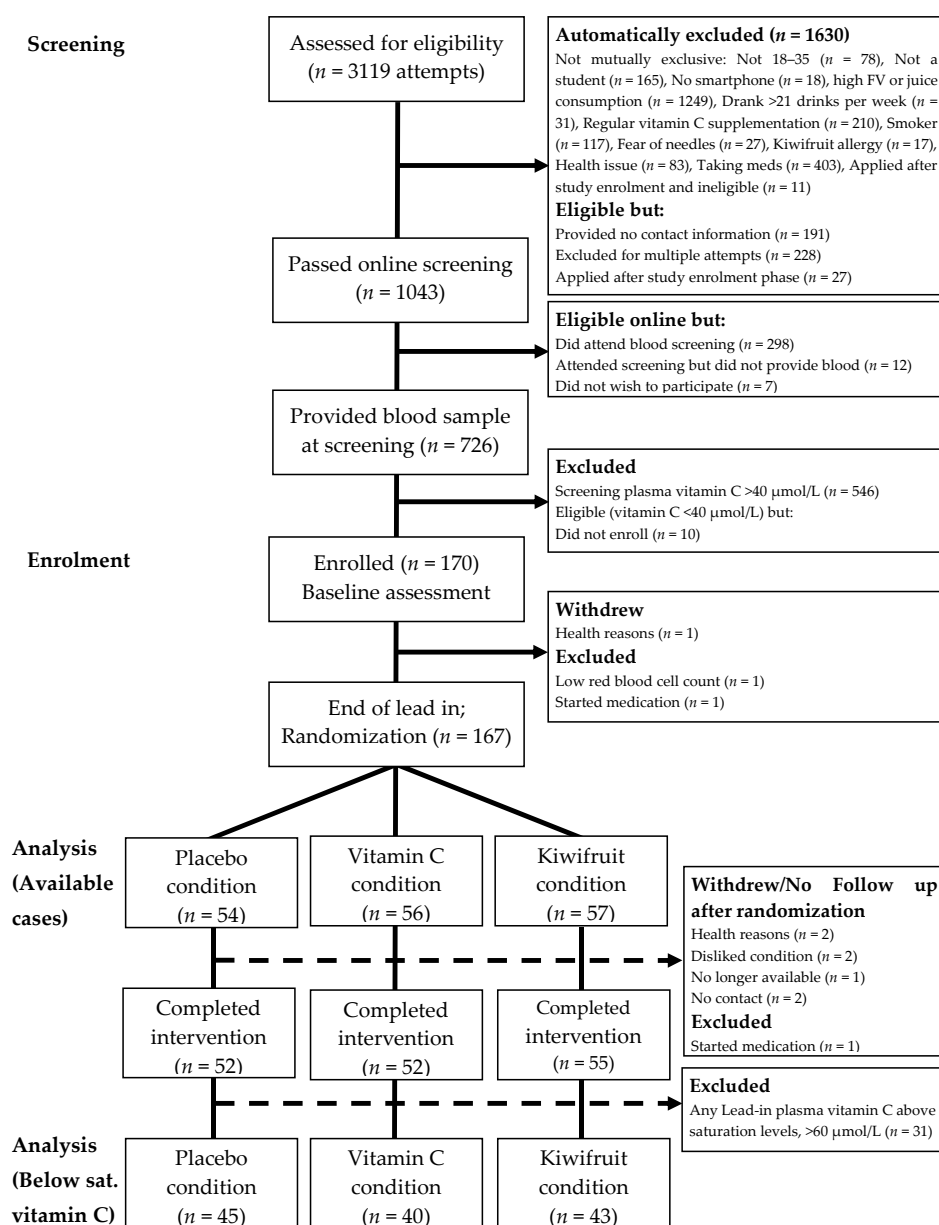 Screening
Assessed for eligibility
(n = 3119 attempts)
Automatically excluded (n = 1630)
Not mutually exclusive: Not 18–35 (n = 78), Not a
student (n = 165), No smartphone (n = 18), high FV or juice
consumption (n = 1249), Drank >21 drinks per week (n =
31), Regular vitamin C supplementation (n = 210), Smoker
(n = 117), Fear of needles (n = 27), Kiwifruit allergy (n = 17),
Health issue (n = 83), Taking meds (n = 403), Applied after
study enrolment and ineligible (n = 11)
Eligible but:
Provided no contact information (n = 191)
Excluded for multiple attempts (n = 228)
Applied after study enrolment phase (n = 27)
Passed online screening
(n = 1043)
Eligible online but:
Did attend blood screening (n = 298)
Attended screening but did not provide blood (n = 12)
Did not wish to participate (n = 7)
Provided blood sample
at screening (n = 726)
Excluded
Screening plasma vitamin C >40 μmol/L (n = 546)
Eligible (vitamin C <40 μmol/L) but:
Did not enroll (n = 10)
Enrolment
Enrolled (n = 170)
Baseline assessment
Withdrew
Health reasons (n = 1)
Excluded
Low red blood cell count (n = 1)
Started medication (n = 1)
End of lead in;
Randomization (n = 167)
Analysis
(Available
cases)
Placebo
condition
(n = 54)
Vitamin C
condition
(n = 56)
Kiwifruit
condition
(n = 57)
Withdrew/No Follow up
after randomization
Health reasons (n = 2)
Disliked condition (n = 2)
No longer available (n = 1)
No contact (n = 2)
Excluded
Started medication (n = 1)
Completed
intervention
(n = 52)
Completed
intervention
(n = 52)
Completed
intervention
(n = 55)
Excluded
Any Lead-in plasma vitamin C above
saturation levels, >60 μmol/L (n = 31)
Analysis
(Below sat.
vitamin C)
Placebo
condition
(n = 45)
Vitamin C
condition
(n = 40)
Kiwifruit
condition
(n = 43)